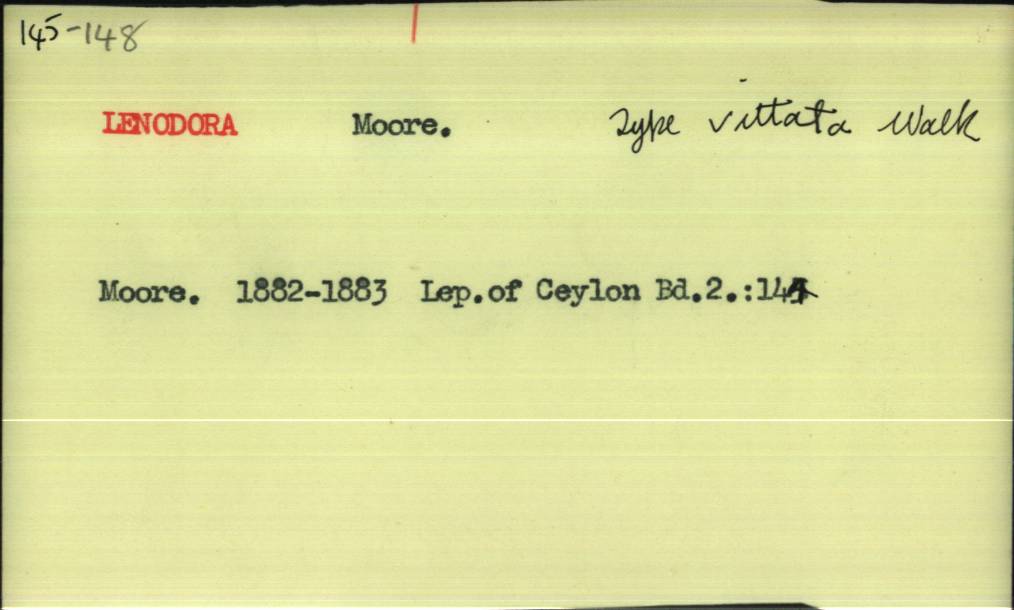 145-148
LENODORA Moore. Type vittata Walk
Moore. 1882-1883 Lep.of Ceylon Bd.2.:144